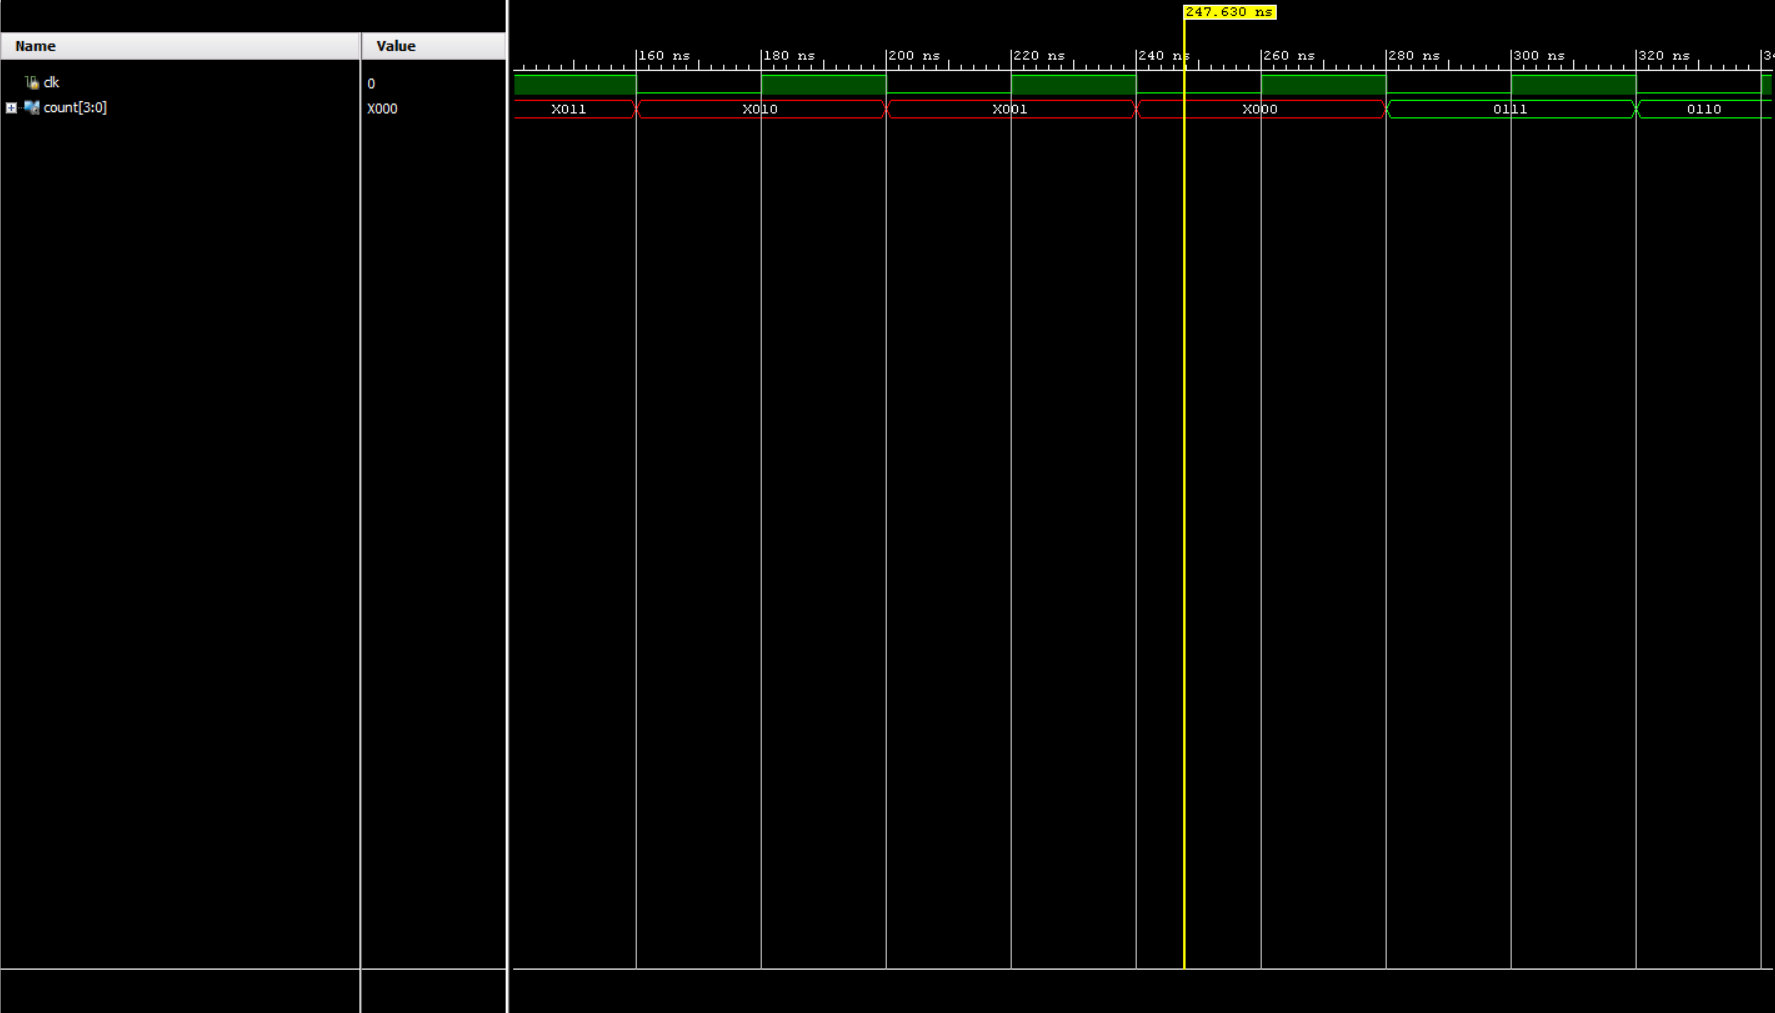 247.630 ns
Name Value
160 ns 180 ns 200 ns 220 ns 240 ns 260 ns 280 ns 300 ns 320 ns
clk 0
count[3:0] X000 X011 X010 X001 X000 0111 0110